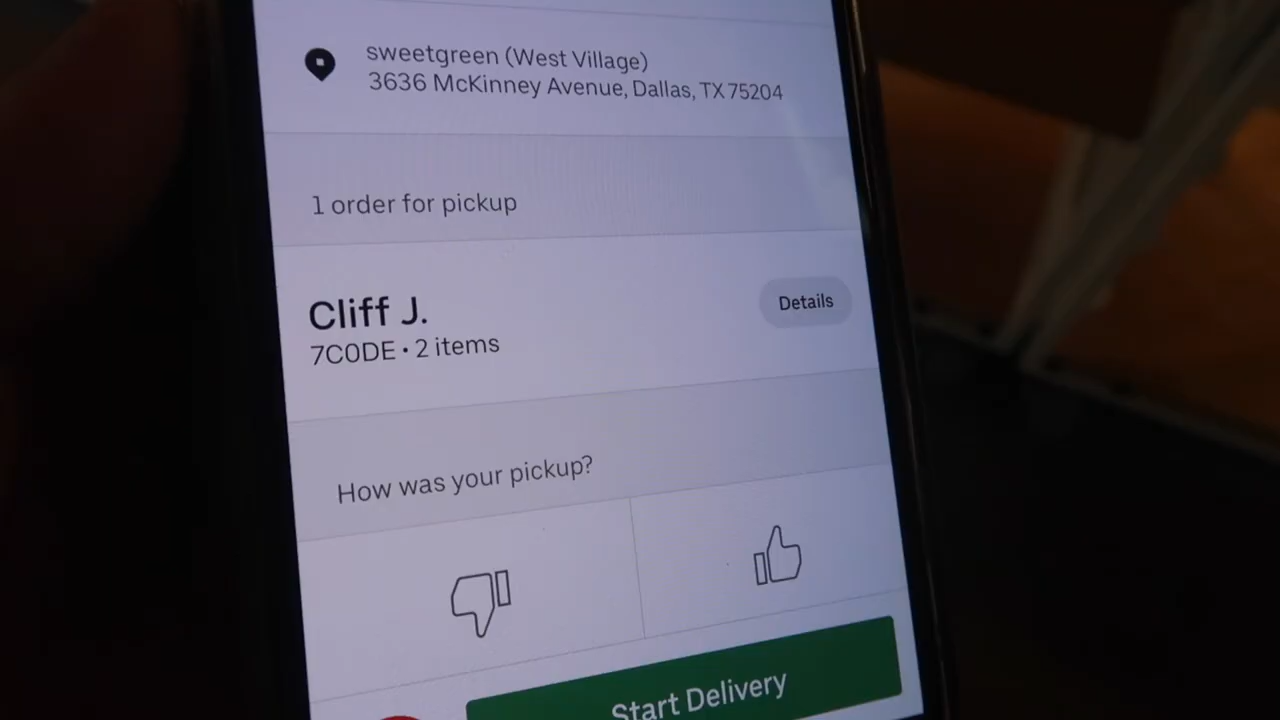 sweetgreen (West Village)
3636 McKinney Avenue, Dallas, TX 75204
1 order for pickup
Cliff J.
Details
7C0DE • 2 items
How was your pickup?
Start Delivery